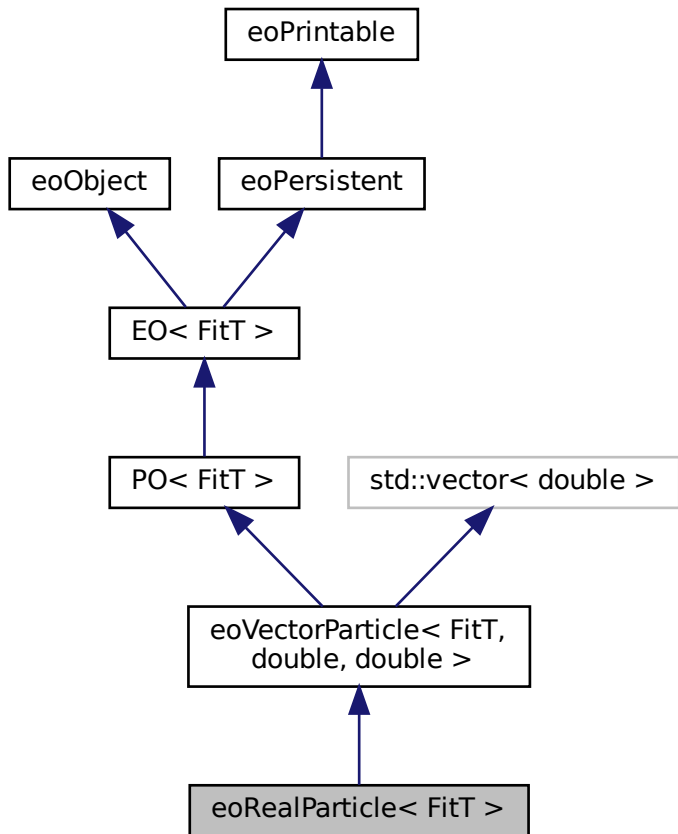 eoPrintable
eoObject
eoPersistent
EO< FitT >
PO< FitT >
std::vector< double >
eoVectorParticle< FitT,
double, double >
eoRealParticle< FitT >